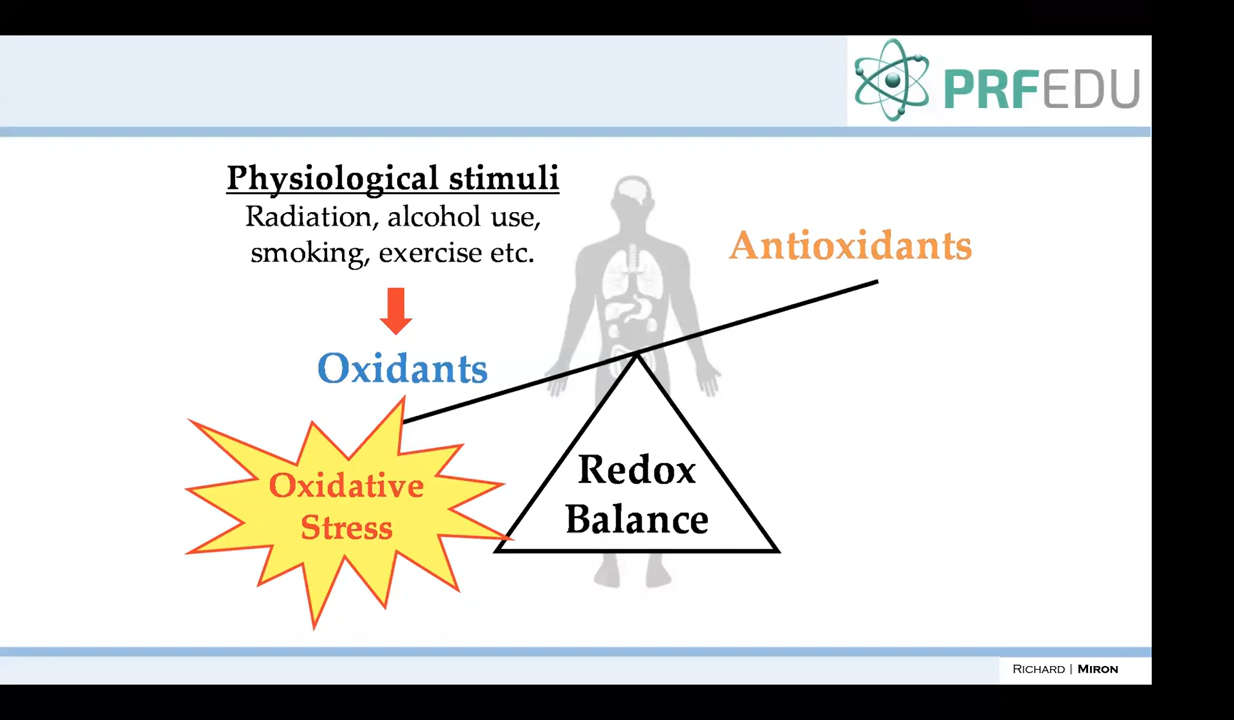 PRFEDU
Physiological stimuli
Radiation, alcohol use,
smoking, exercise etc.
Antioxidants
Oxidants
Oxidative
Stress
Redox
Balance
RICHARD | MIRON